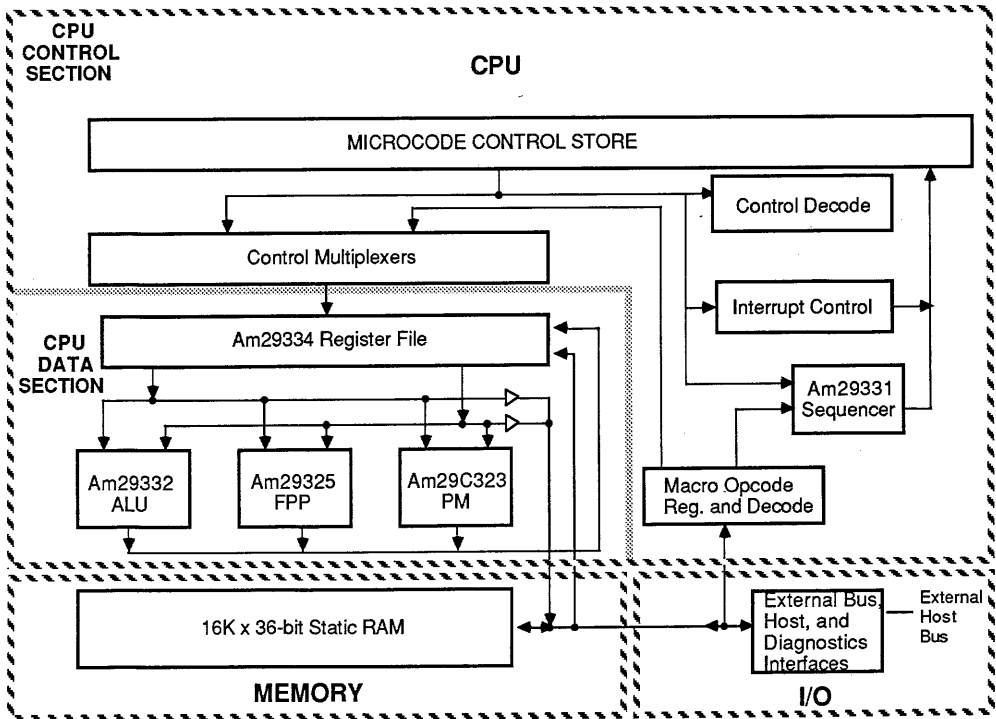 CPU
CONTROL
SECTION
CPU
MICROCODE CONTROL STORE
Control Decode
Control Multiplexers
Interrupt Control
Am29334 Register File
CPU
DATA
SECTION
Am29331
Sequencer
Am29332
ALU
Am29325
FPP
Am29C323
PM
Macro Opcode
Reg. and Decode
16K x 36-bit Static RAM
External Bus,
Host, and
Diagnostics
Interfaces
External
Host
Bus
MEMORY
I/O